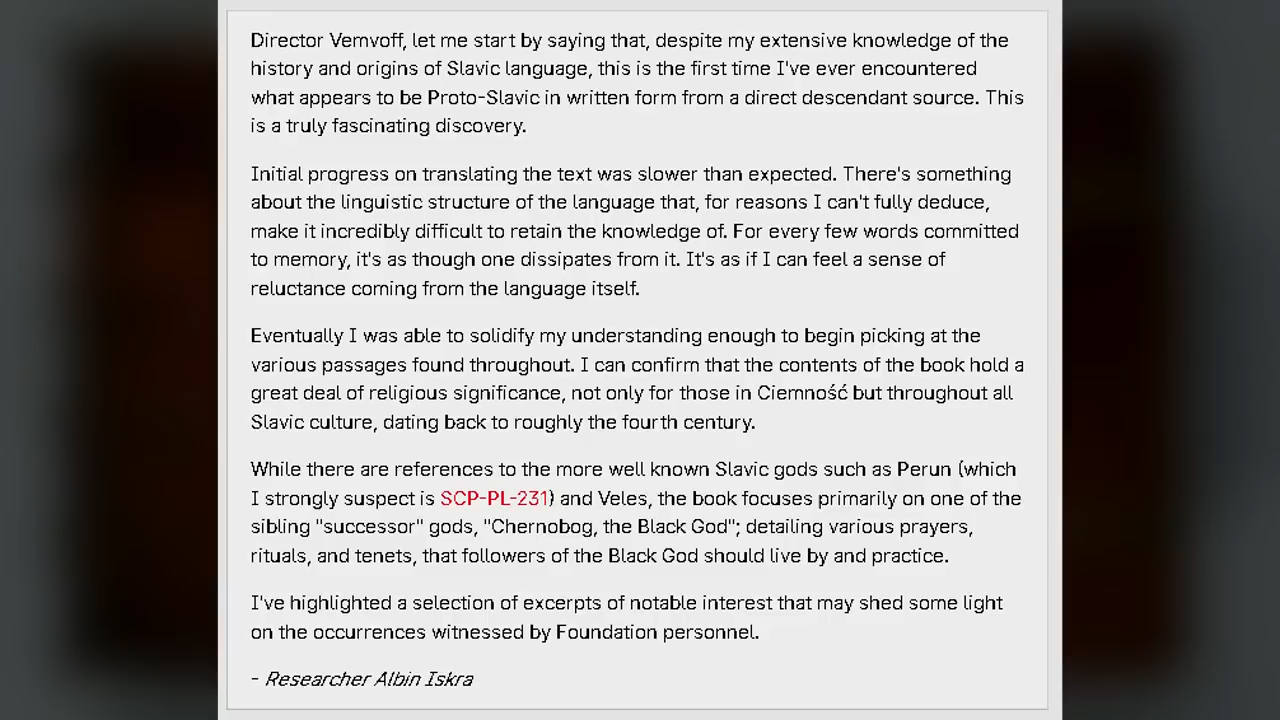 Director Vemvoff, let me start by saying that, despite my extensive knowledge of the
history and origins of Slavic language, this is the first time I've ever encountered
what appears to be Proto-Slavic in written form from a direct descendant source. This
is a truly fascinating discovery.
Initial progress on translating the text was slower than expected. There's something
about the linguistic structure of the language that, for reasons I can't fully deduce,
make it incredibly difficult to retain the knowledge of. For every few words committed
to memory, it's as though one dissipates from it. It's as if I can feel a sense of
reluctance coming from the language itself.
Eventually I was able to solidify my understanding enough to begin picking at the
various passages found throughout. I can confirm that the contents of the book hold a
great deal of religious significance, not only for those in Ciemność but throughout all
Slavic culture, dating back to roughly the fourth century.
While there are references to the more well known Slavic gods such as Perun (which
I strongly suspect is SCP-PL-231) and Veles, the book focuses primarily on one of the
sibling "successor" gods, "Chernobog, the Black God"; detailing various prayers,
rituals, and tenets, that followers of the Black God should live by and practice.
I've highlighted a selection of excerpts of notable interest that may shed some light
on the occurrences witnessed by Foundation personnel.
- Researcher Albin Iskra